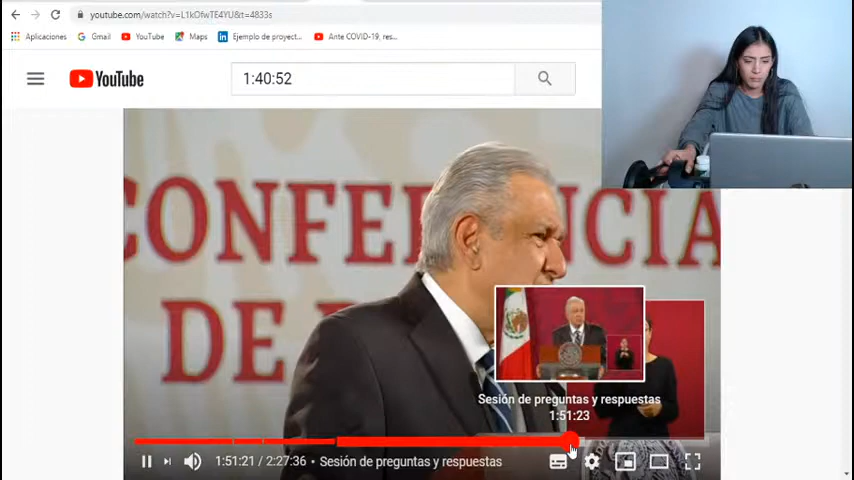 youtube.com/watch?v=L1kOfwTE4YU&t=4833s
Aplicaciones
Gmail
YouTube
Maps
Ejemplo de proyect...
Ante COVID-19, res...
YouTube
1:40:52
CONFERENCIA
DE
Sesión de preguntas y respuestas
1:51:23
1:51:21 / 2:27:36 • Sesión de preguntas y respuestas